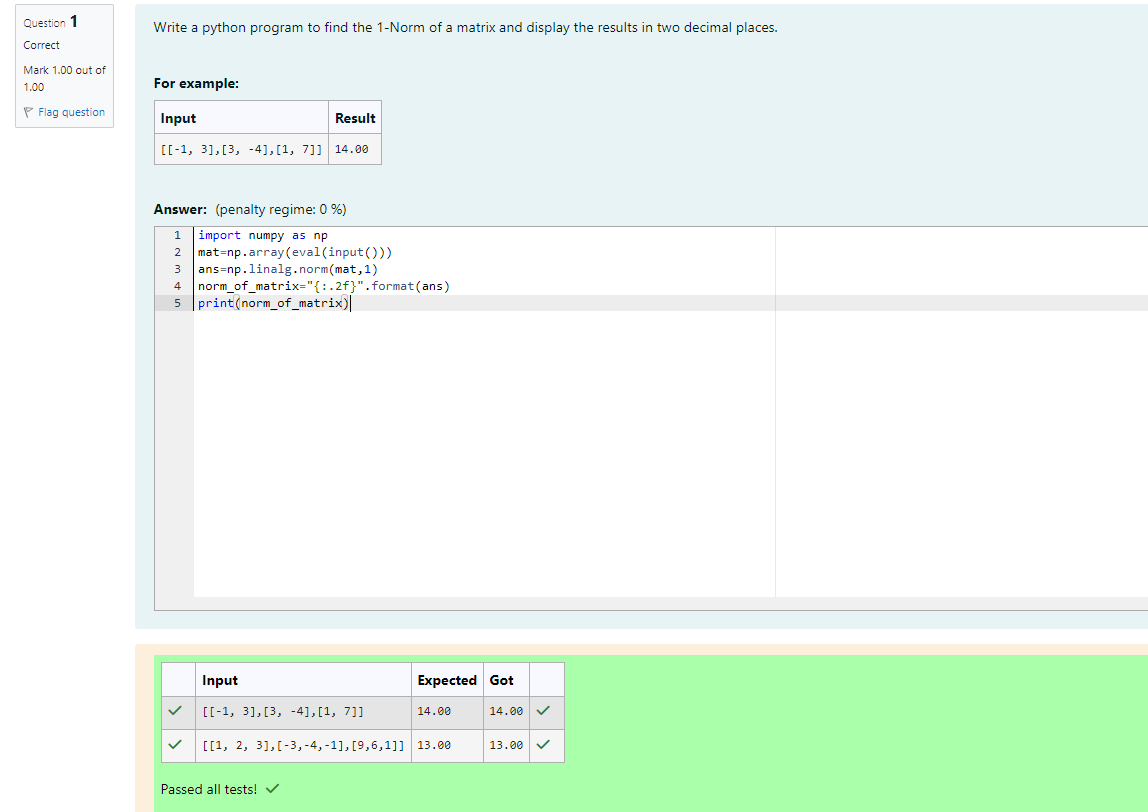 Question 1
Correct
Mark 1.00 out of
1.00
Flag question
Write a python program to find the 1-Norm of a matrix and display the results in two decimal places.
For example:
Input Result
[[-1, 3],[3, -4],[1, 7]] 14.00
Answer: (penalty regime: 0 %)
1 import numpy as np
2 mat=np.array(eval(input()))
3 ans=np.linalg.norm(mat,1)
4 norm_of_matrix="{:.2f}".format(ans)
5 print(norm_of_matrix)
Input Expected Got
[[-1, 3],[3, -4],[1, 7]] 14.00 14.00
[[1, 2, 3],[-3,-4,-1],[9,6,1]] 13.00 13.00
Passed all tests!